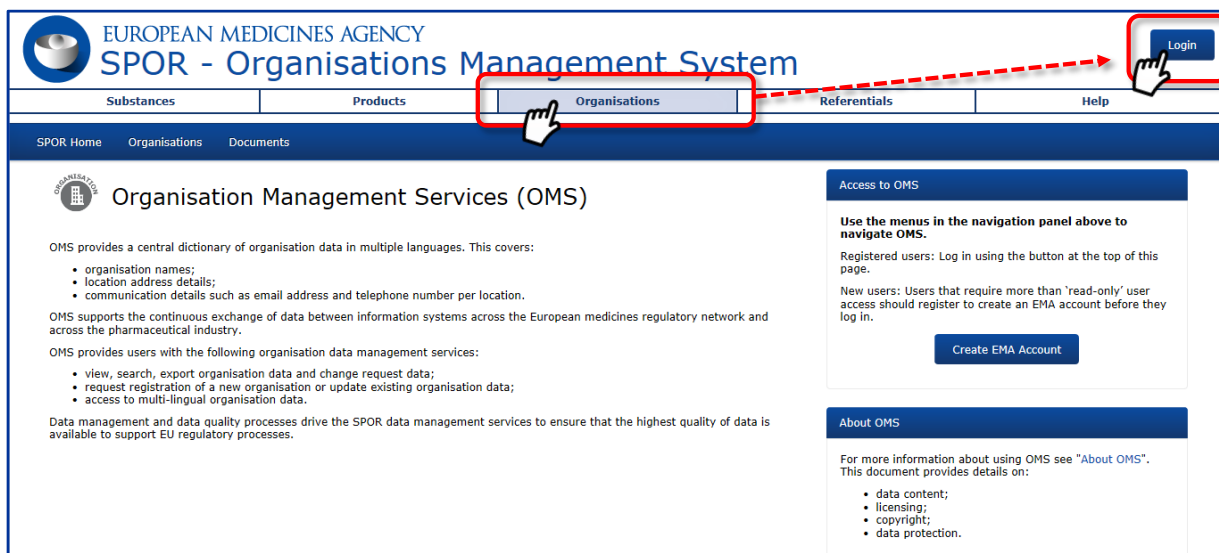 EUROPEAN MEDICINES AGENCY
SPOR - Organisations Management System
Login
Substances
Products
Organisations
Referentials
Help
SPOR Home
Organisations
Documents
ORGANISATION
Organisation Management Services (OMS)
OMS provides a central dictionary of organisation data in multiple languages. This covers:
• organisation names;
• location address details;
• communication details such as email address and telephone number per location.
OMS supports the continuous exchange of data between information systems across the European medicines regulatory network and
across the pharmaceutical industry.
OMS provides users with the following organisation data management services:
• view, search, export organisation data and change request data;
• request registration of a new organisation or update existing organisation data;
• access to multi-lingual organisation data.
Data management and data quality processes drive the SPOR data management services to ensure that the highest quality of data is
available to support EU regulatory processes.
Access to OMS
Use the menus in the navigation panel above to
navigate OMS.
Registered users: Log in using the button at the top of this
page.
New users: Users that require more than ‘read-only’ user
access should register to create an EMA account before they
log in.
Create EMA Account
About OMS
For more information about using OMS see "About OMS".
This document provides details on:
• data content;
• licensing;
• copyright;
• data protection.